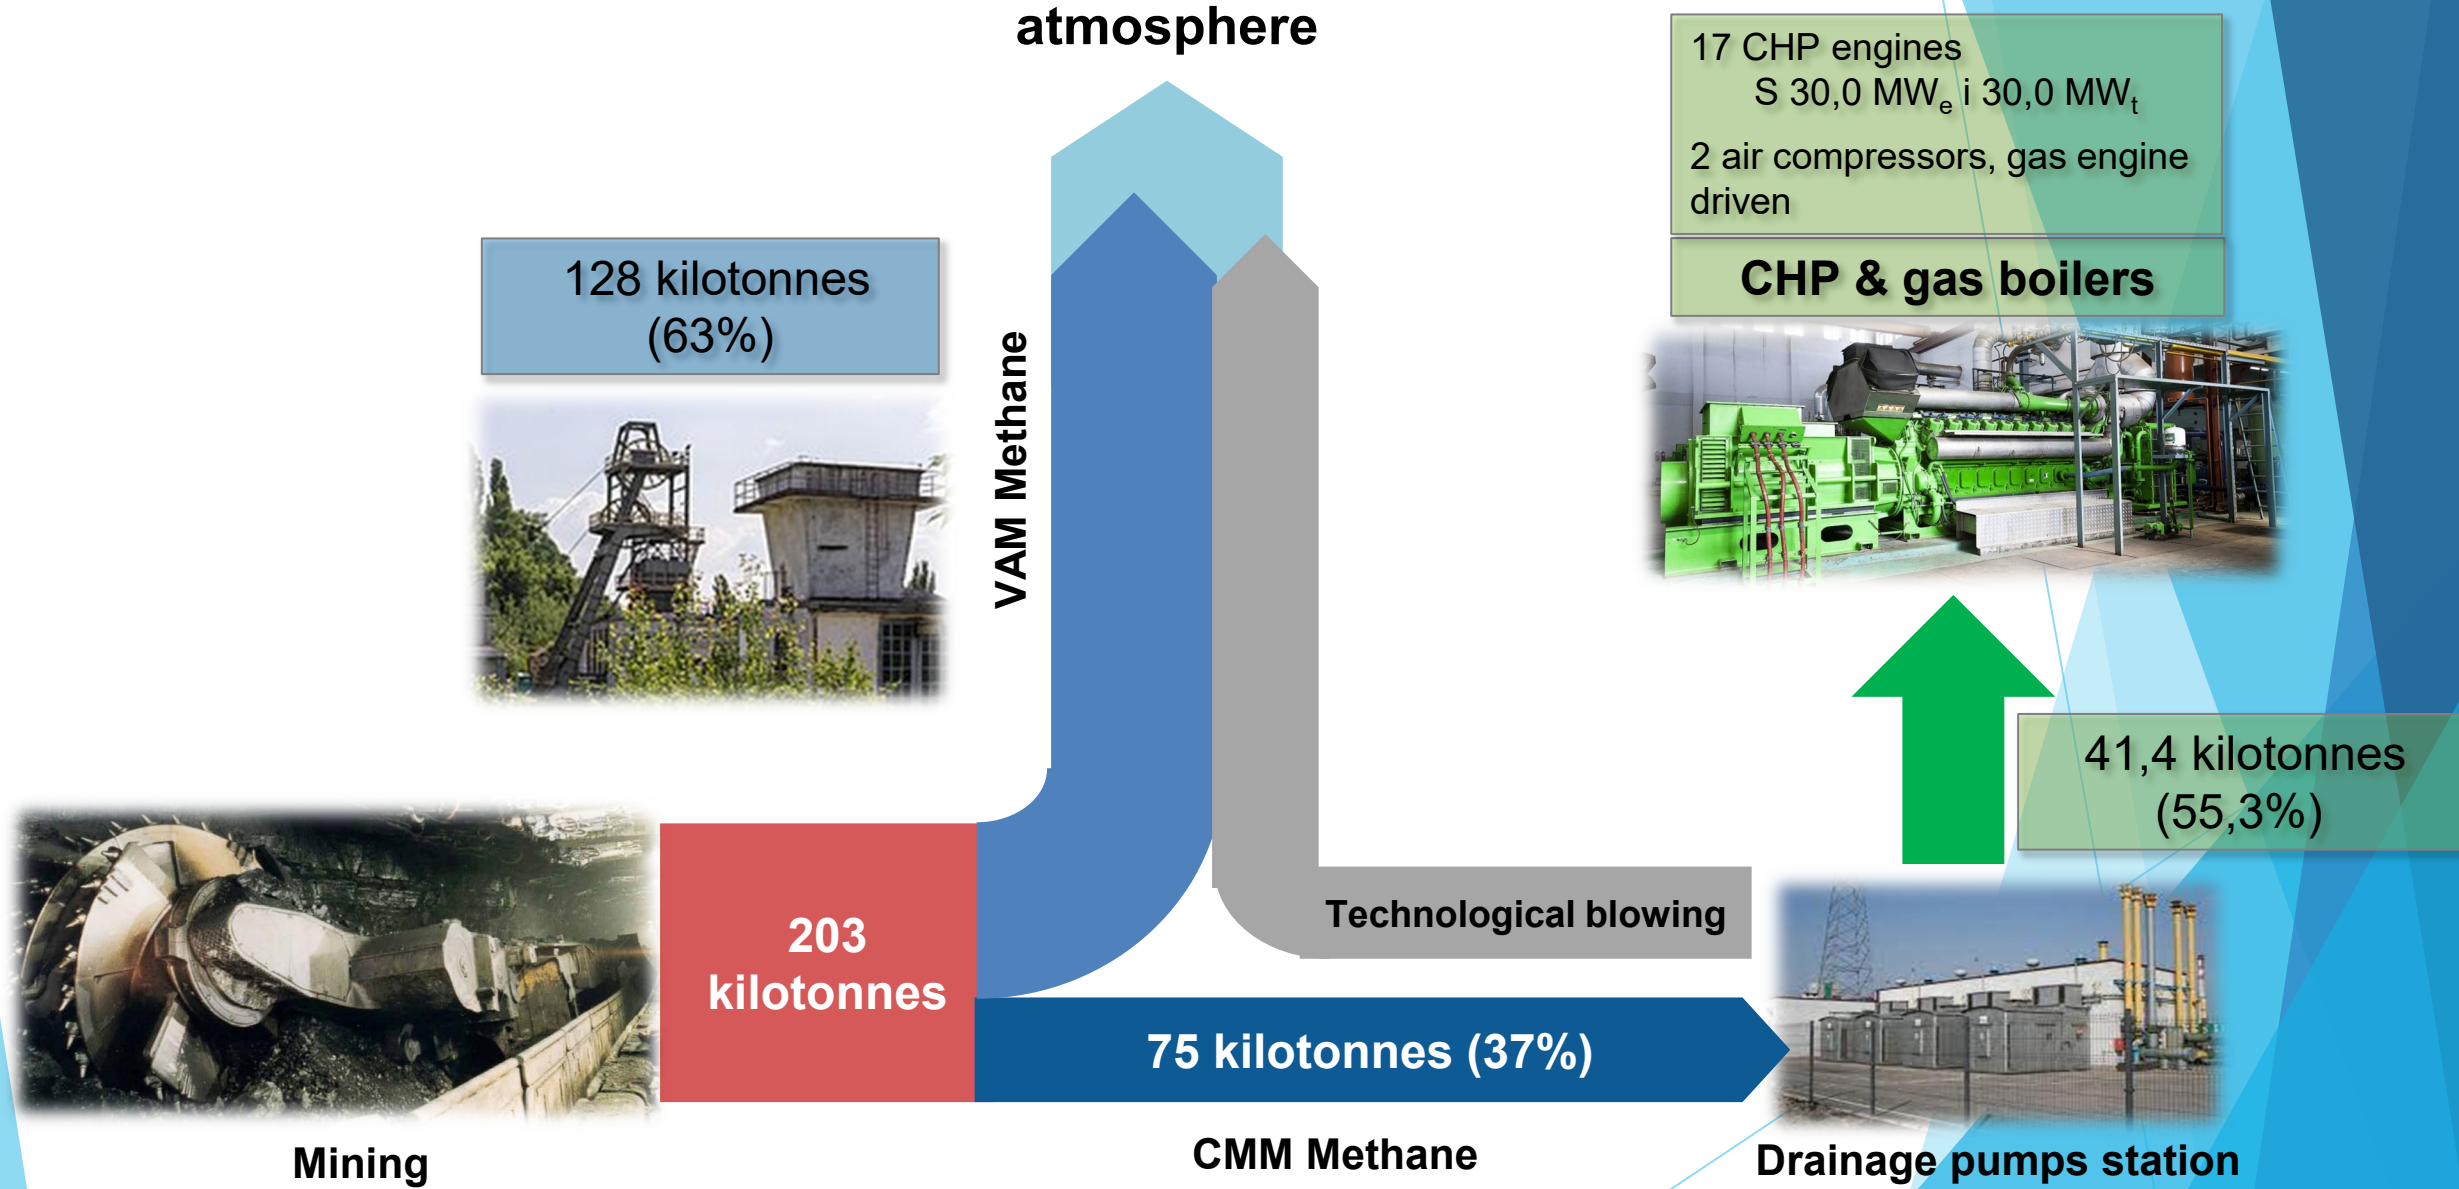 atmosphere
17 CHP engines
S 30,0 MWe i 30,0 MWt
2 air compressors, gas engine
driven
CHP & gas boilers
128 kilotonnes
(63%)
VAM Methane
41,4 kilotonnes
(55,3%)
Technological blowing
203
kilotonnes
75 kilotonnes (37%)
Mining
CMM Methane
Drainage pumps station